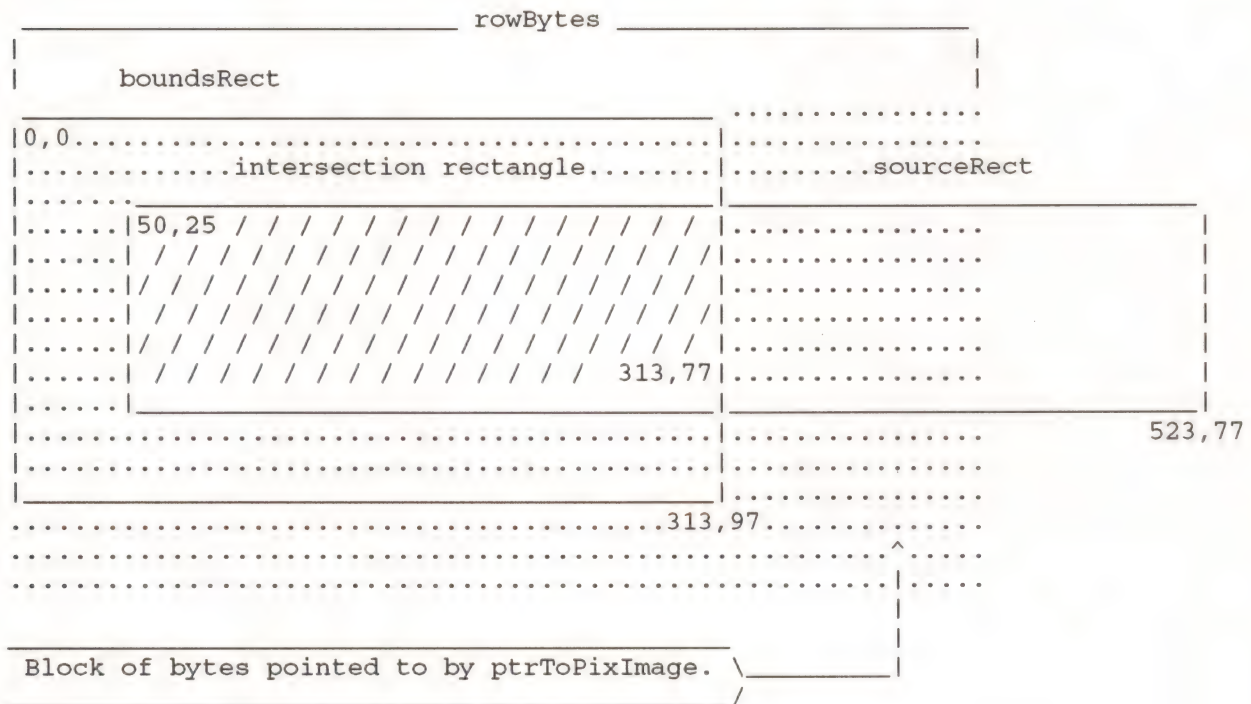 rowBytes
boundsRect
0,0
intersection rectangle
sourceRect
50,25
313,77
523,77
313,97
Block of bytes pointed to by ptrToPixImage.